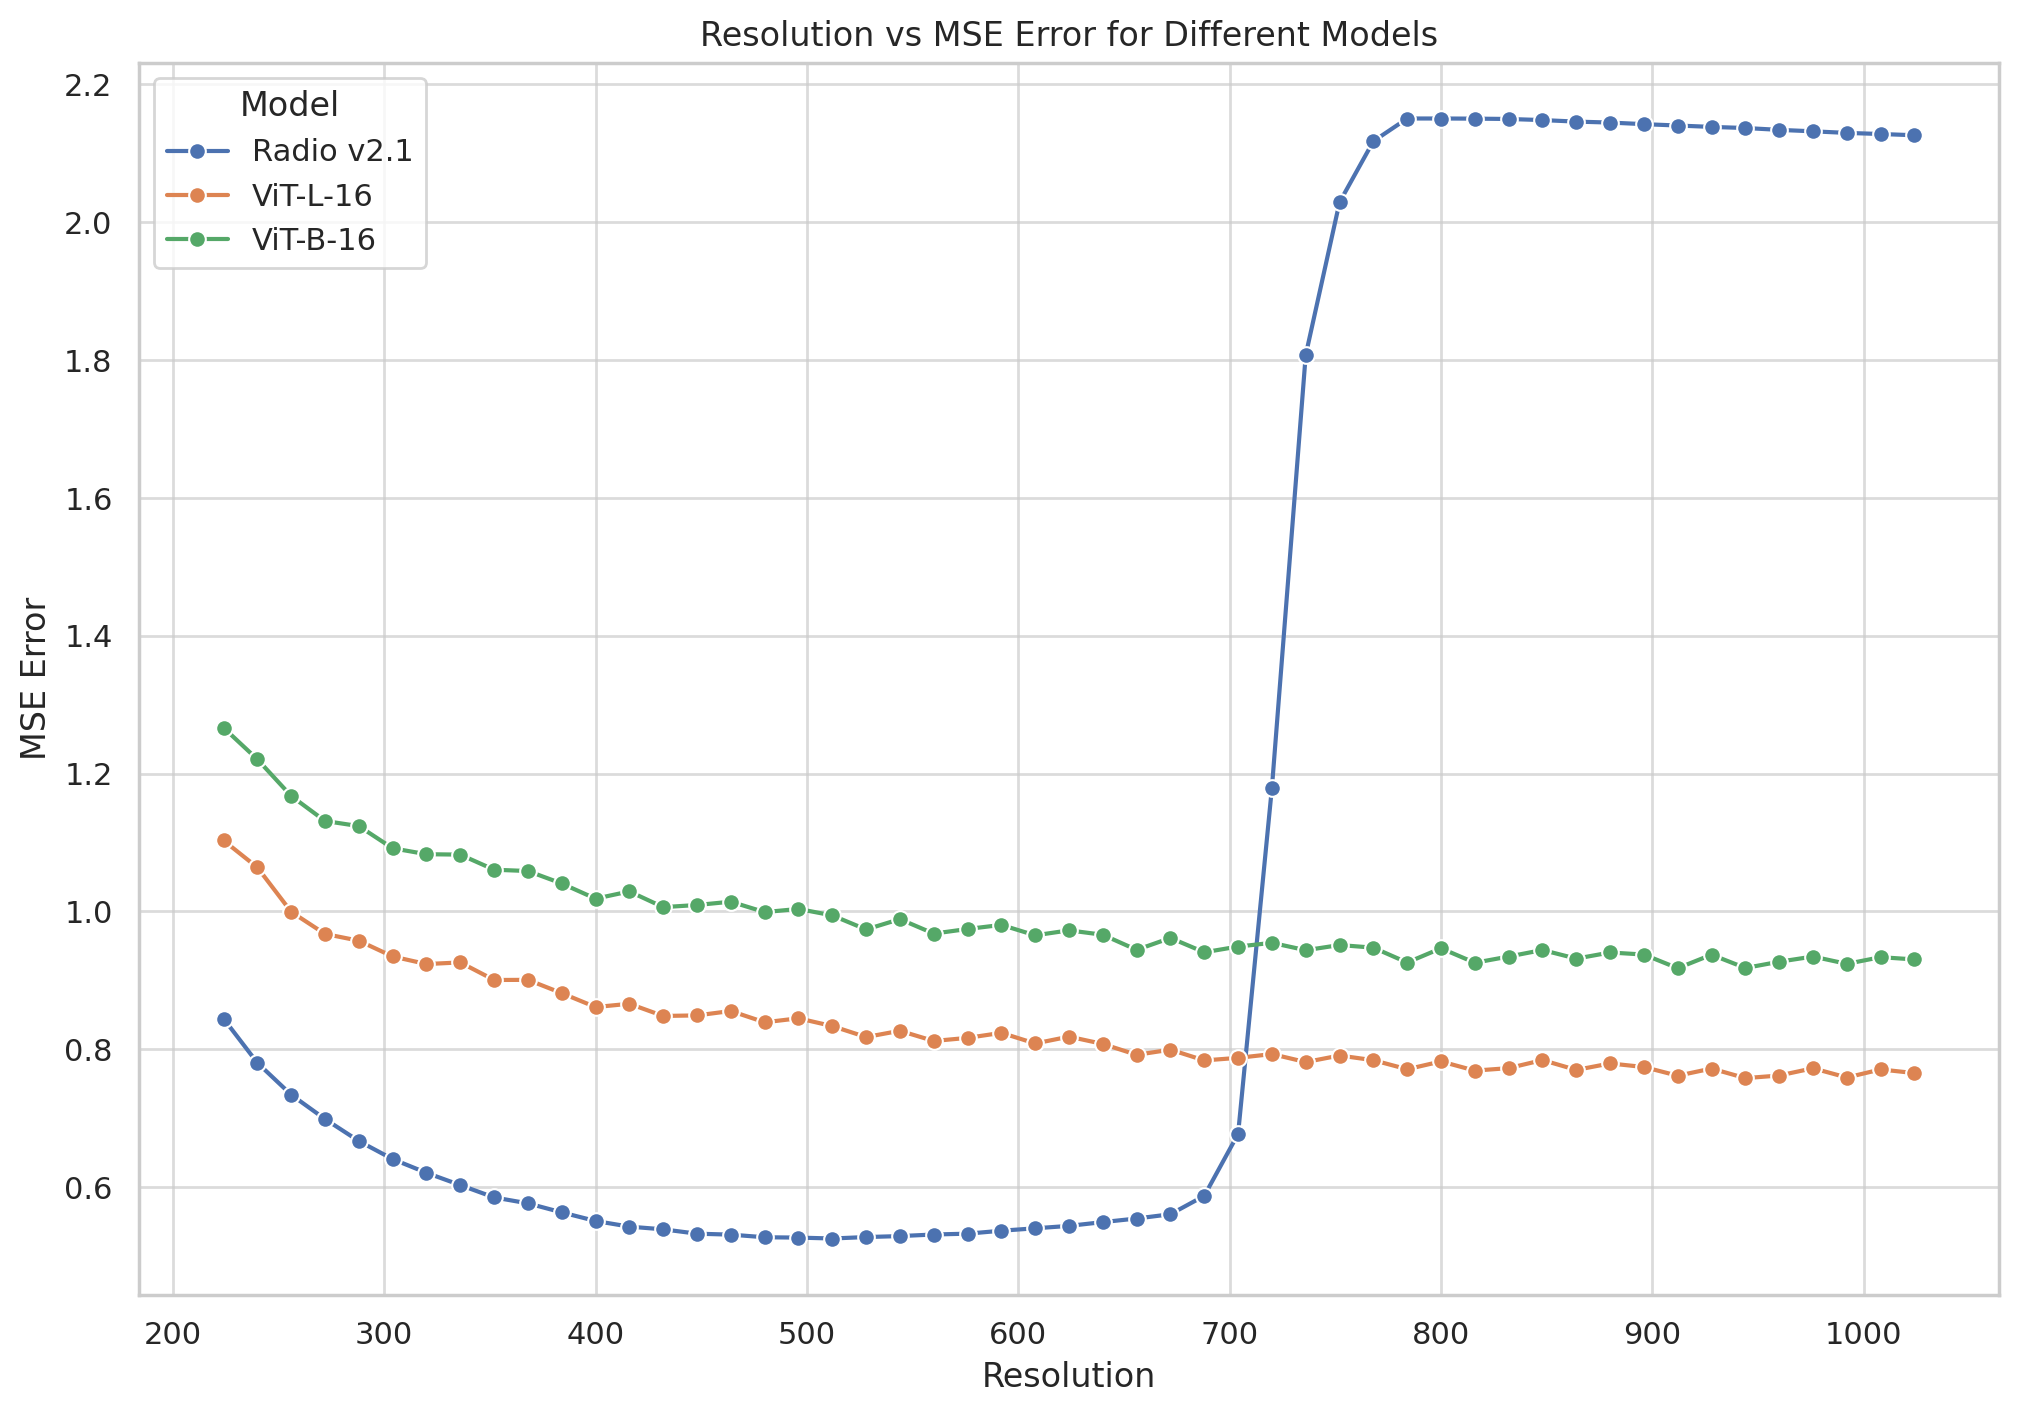 Resolution vs MSE Error for Different Models
2.2
2.0
1.8
1.6
1.4
1.2
1.0
0.8
0.6
MSE Error
Model
Radio v2.1
ViT-L-16
ViT-B-16
200 300 400 500 600 700 800 900 1000
Resolution